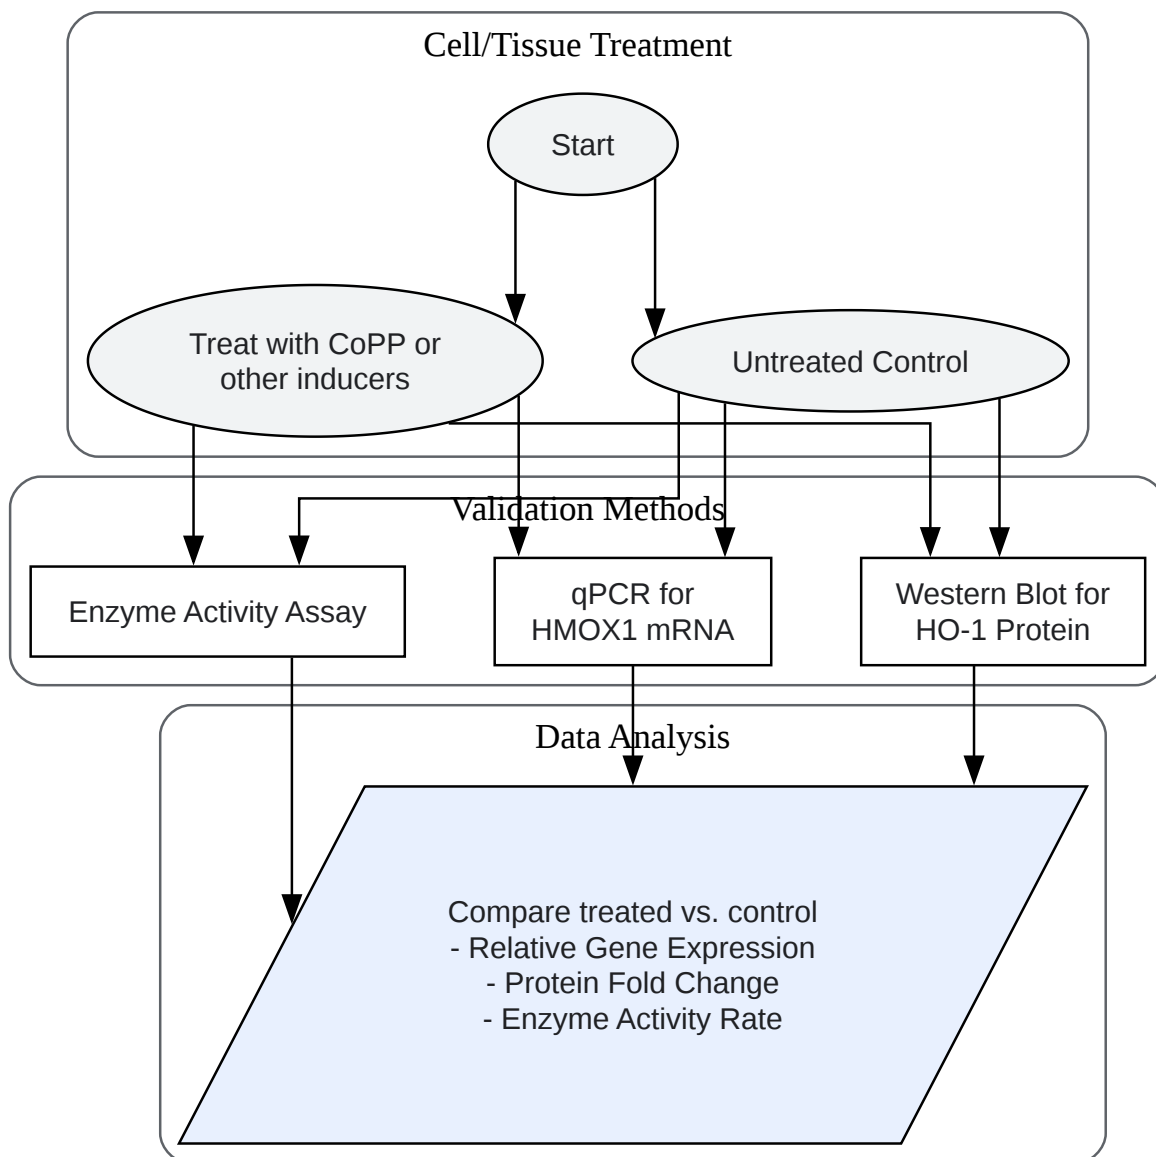 Cell/Tissue Treatment
Start
Treat with CoPP or
other inducers
Untreated Control
Validation Methods
Enzyme Activity Assay
qPCR for
HMOX1 mRNA
Western Blot for
HO-1 Protein
Data Analysis
Compare treated vs. control
- Relative Gene Expression
- Protein Fold Change
- Enzyme Activity Rate